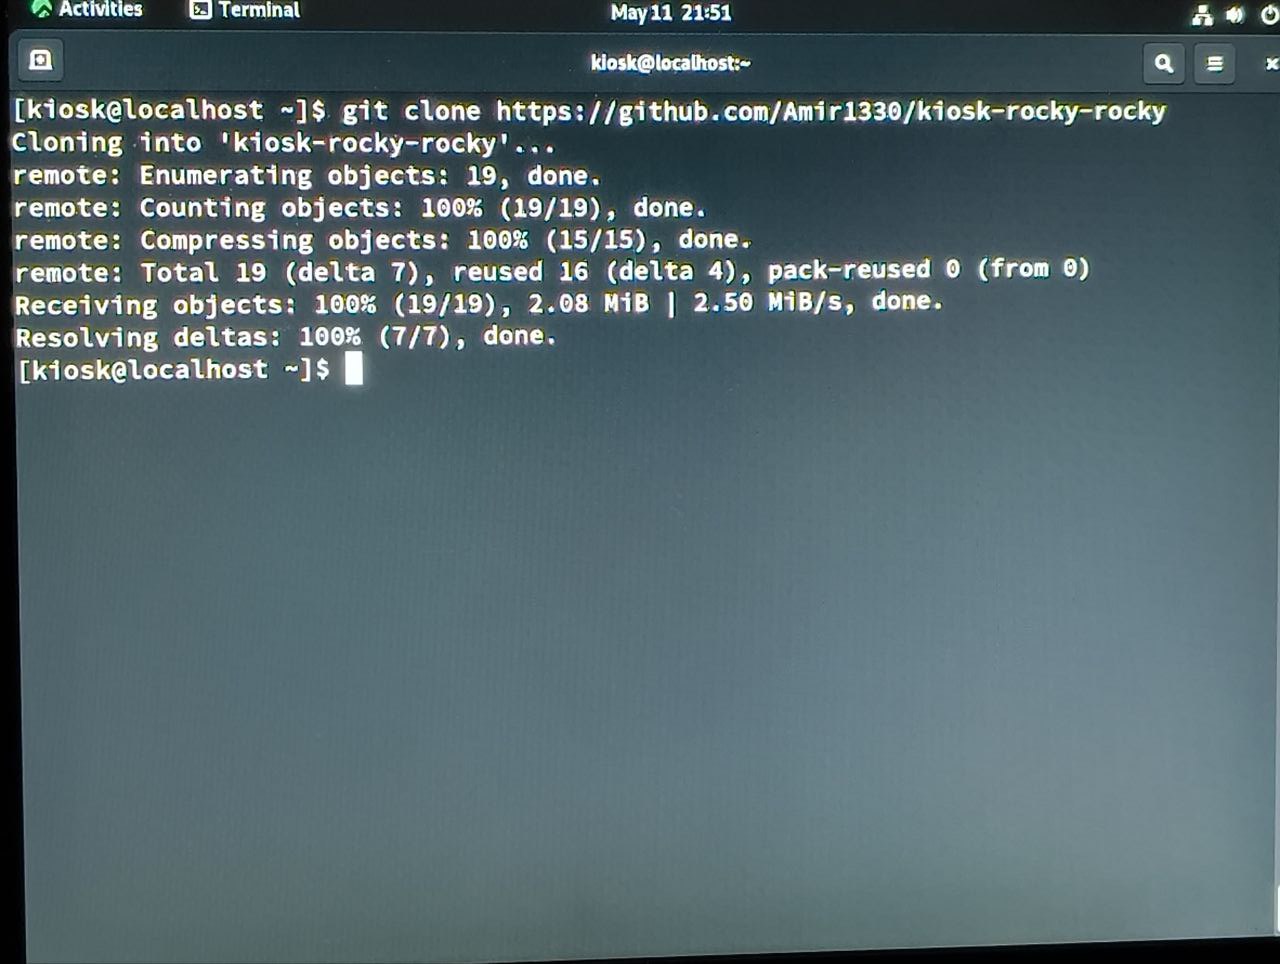 Activities Terminal May 11 21:51
kiosk@localhost:~
[kiosk@localhost ~]$ git clone https://github.com/Amir1330/kiosk-rocky-rocky
Cloning into 'kiosk-rocky-rocky'...
remote: Enumerating objects: 19, done.
remote: Counting objects: 100% (19/19), done.
remote: Compressing objects: 100% (15/15), done.
remote: Total 19 (delta 7), reused 16 (delta 4), pack-reused 0 (from 0)
Receiving objects: 100% (19/19), 2.08 MiB | 2.50 MiB/s, done.
Resolving deltas: 100% (7/7), done.
[kiosk@localhost ~]$